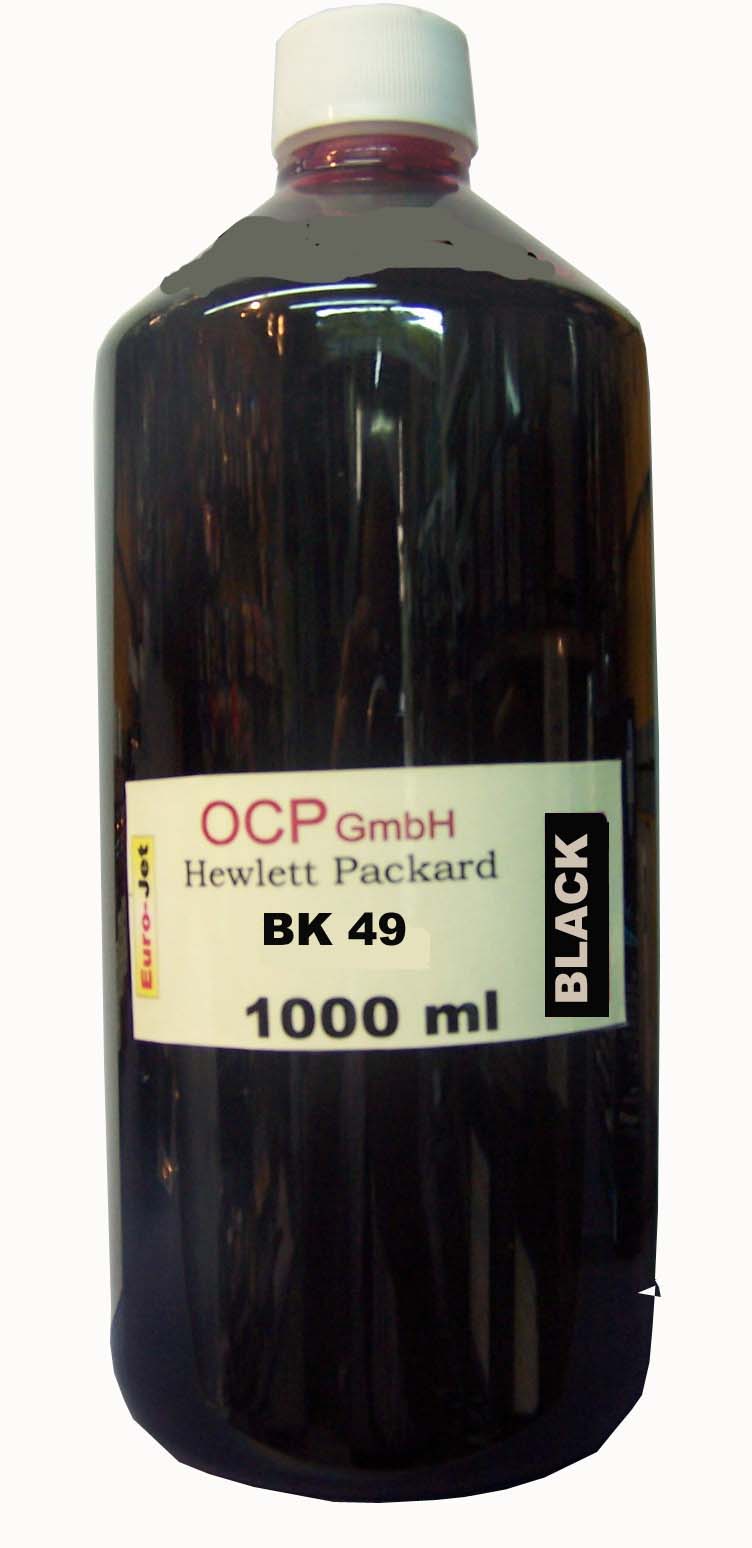 OCP GmbH
Hewlett Packard
BK 49
1000 ml
Euro-Jet
BLACK